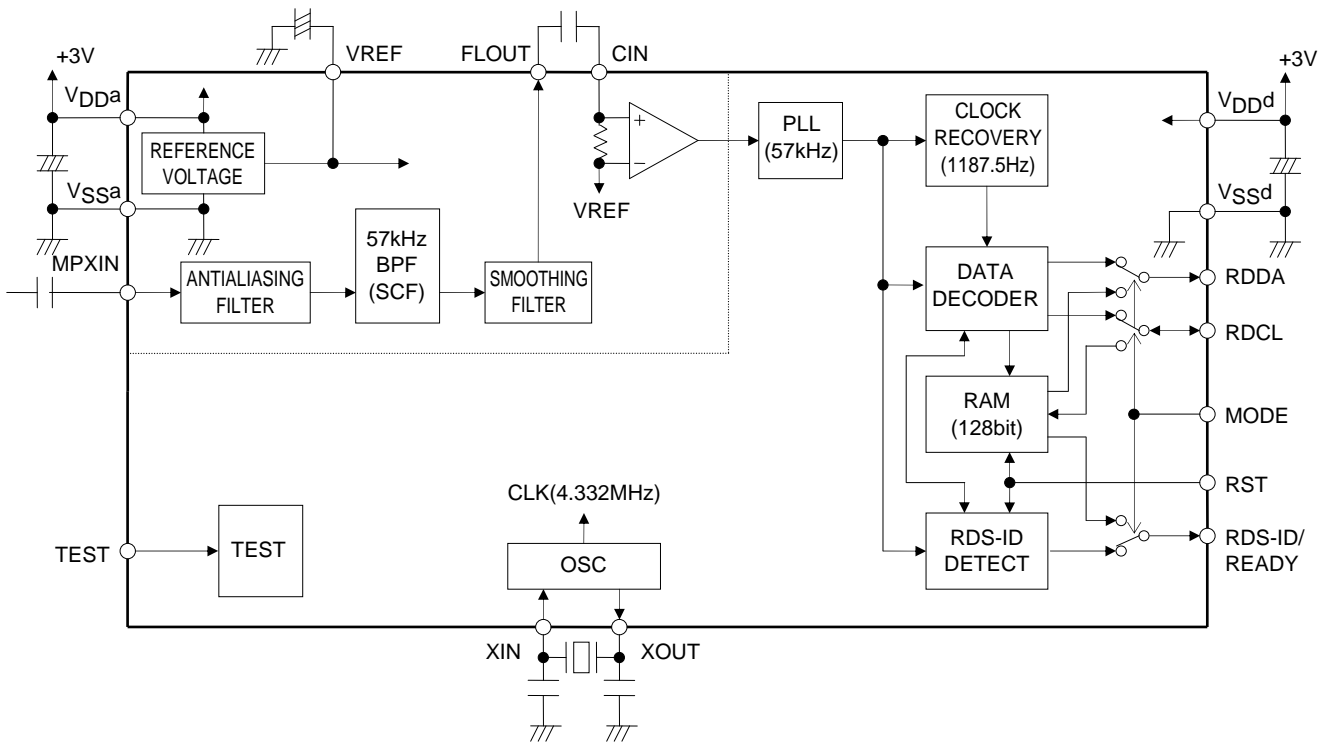 VREF
FLOUT
CIN
+3V
+3V
VDDa
VDDd
REFERENCE
VOLTAGE
+
−
VREF
PLL
(57kHz)
CLOCK
RECOVERY
(1187.5Hz)
VSSa
VSSd
MPXIN
ANTIALIASING
FILTER
57kHz
BPF
(SCF)
SMOOTHING
FILTER
DATA
DECODER
RDDA
RDCL
RAM
(128bit)
MODE
RST
CLK(4.332MHz)
TEST
TEST
OSC
RDS-ID
DETECT
RDS-ID/
READY
XIN
XOUT